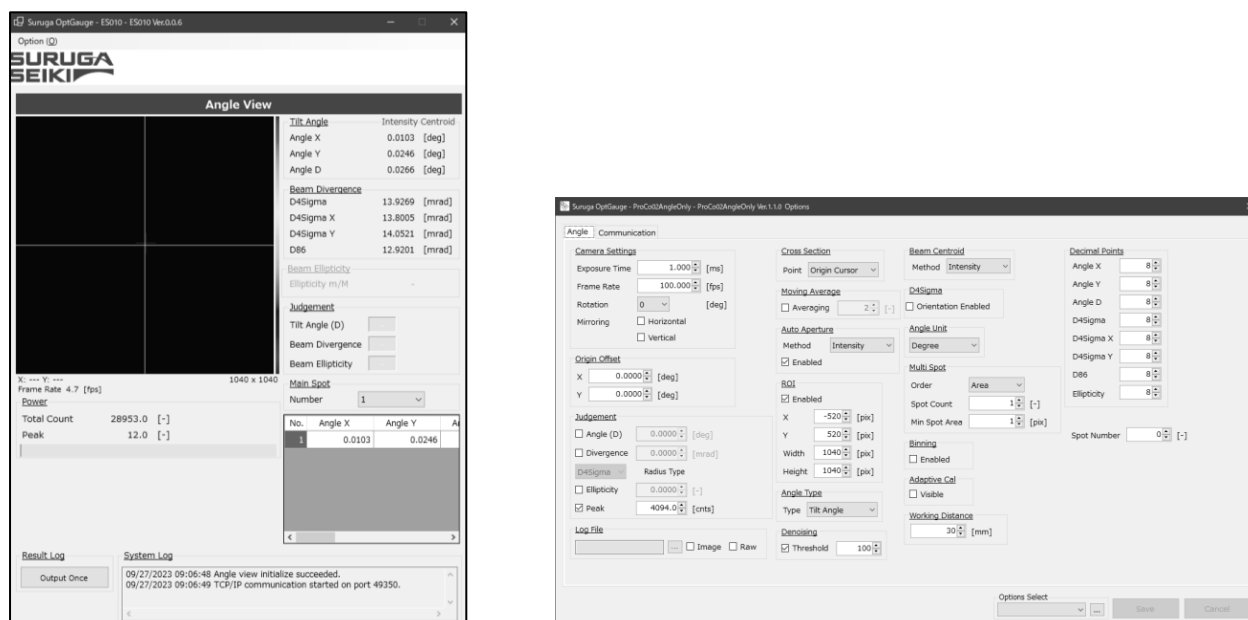 Suruga OptGauge - ES010 - ES010 Ver.0.0.6
Option (O)
SURUGA
SEIKI
Angle View
Tilt Angle Intensity Centroid
Angle X 0.0103 [deg]
Angle Y 0.0246 [deg]
Angle D 0.0266 [deg]
Beam Divergence
D4Sigma 13.9269 [mrad]
D4Sigma X 13.8005 [mrad]
D4Sigma Y 14.0521 [mrad]
D86 12.9201 [mrad]
Beam Ellipticity
Ellipticity m/M -
Judgement
Tilt Angle (D) -
Beam Divergence -
Beam Ellipticity -
X: --- Y: --- 1040 x 1040
Frame Rate 4.7 [fps]
Power
Total Count 28953.0 [-]
Peak 12.0 [-]
Main Spot
Number 1
No. Angle X Angle Y
1 0.0103 0.0246
Result Log
Output Once
System Log
09/27/2023 09:06:48 Angle view initialize succeeded.
09/27/2023 09:06:49 TCP/IP communication started on port 49350.
Suruga OptGauge - ProCo02AngleOnly - ProCo02AngleOnly Ver.1.1.0 Options
Angle Communication
Camera Settings
Exposure Time 1.000 [ms]
Frame Rate 100.000 [fps]
Rotation 0 [deg]
Mirroring Horizontal
Vertical
Origin Offset
X 0.0000 [deg]
Y 0.0000 [deg]
Judgement
Angle (D) 0.0000 [deg]
Divergence 0.0000 [mrad]
D4Sigma Radius Type
Ellipticity 0.0000 [-]
Peak 4094.0 [cnts]
Log File
... Image Raw
Cross Section
Point Origin Cursor
Moving Average
Averaging 2 [-]
Auto Aperture
Method Intensity
Enabled
ROI
Enabled
X -520 [pix]
Y 520 [pix]
Width 1040 [pix]
Height 1040 [pix]
Angle Type
Type Tilt Angle
Denoising
Threshold 100
Beam Centroid
Method Intensity
D4Sigma
Orientation Enabled
Angle Unit
Degree
Multi Spot
Order Area
Spot Count 1 [-]
Min Spot Area 1 [pix]
Binning
Enabled
Adaptive Cal
Visible
Working Distance
30 [mm]
Decimal Points
Angle X 8
Angle Y 8
Angle D 8
D4Sigma 8
D4Sigma X 8
D4Sigma Y 8
D86 8
Ellipticity 8
Spot Number 0 [-]
Options Select
... Save Cancel